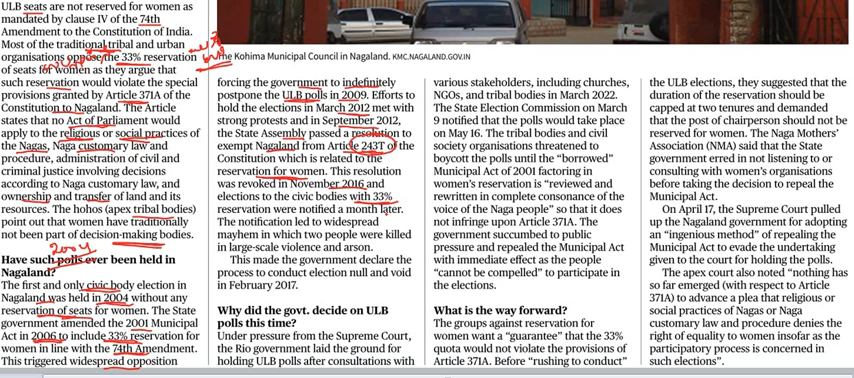 ULB seats are not reserved for women as
mandated by clause IV of the 74th
Amendment to the Constitution of India.
Most of the traditional tribal and urban
organisations oppose the 33% reservation
of seats for women as they argue that
such reservation would violate the special
provisions granted by Article 371A of the
Constitution to Nagaland. The Article
states that no Act of Parliament would
apply to the religious or social practices of
the Nagas, Naga customary law and
procedure, administration of civil and
criminal justice involving decisions
according to Naga customary law, and
ownership and transfer of land and its
resources. The hohos (apex tribal bodies)
point out that women have traditionally
not been part of decision-making bodies.
2004
Have such polls ever been held in
Nagaland?
The first and only civic body election in
Nagaland was held in 2004 without any
reservation of seats for women. The State
government amended the 2001 Municipal
Act in 2006 to include 33% reservation for
women in line with the 74th Amendment.
This triggered widespread opposition
The Kohima Municipal Council in Nagaland. KMC.NAGALAND.GOV.IN
forcing the government to indefinitely
postpone the ULB polls in 2009. Efforts to
hold the elections in March 2012 met with
strong protests and in September 2012,
the State Assembly passed a resolution to
exempt Nagaland from Article 243T of the
Constitution which is related to the
reservation for women. This resolution
was revoked in November 2016 and
elections to the civic bodies with 33%
reservation were notified a month later.
The notification led to widespread
mayhem in which two people were killed
in large-scale violence and arson.
This made the government declare the
process to conduct election null and void
in February 2017.
Why did the govt. decide on ULB
polls this time?
Under pressure from the Supreme Court,
the Rio government laid the ground for
holding ULB polls after consultations with
various stakeholders, including churches,
NGOs, and tribal bodies in March 2022.
The State Election Commission on March
9 notified that the polls would take place
on May 16. The tribal bodies and civil
society organisations threatened to
boycott the polls until the “borrowed”
Municipal Act of 2001 factoring in
women’s reservation is “reviewed and
rewritten in complete consonance of the
voice of the Naga people” so that it does
not infringe upon Article 371A. The
government succumbed to public
pressure and repealed the Municipal Act
with immediate effect as the people
“cannot be compelled” to participate in
the elections.
What is the way forward?
The groups against reservation for
women want a “guarantee” that the 33%
quota would not violate the provisions of
Article 371A. Before “rushing to conduct”
the ULB elections, they suggested that the
duration of the reservation should be
capped at two tenures and demanded
that the post of chairperson should not be
reserved for women. The Naga Mothers’
Association (NMA) said that the State
government erred in not listening to or
consulting with women’s organisations
before taking the decision to repeal the
Municipal Act.
On April 17, the Supreme Court pulled
up the Nagaland government for adopting
an “ingenious method” of repealing the
Municipal Act to evade the undertaking
given to the court for holding the polls.
The apex court also noted “nothing has
so far emerged (with respect to Article
371A) to advance a plea that religious or
social practices of Nagas or Naga
customary law and procedure denies the
right of equality to women insofar as the
participatory process is concerned in
such elections”.